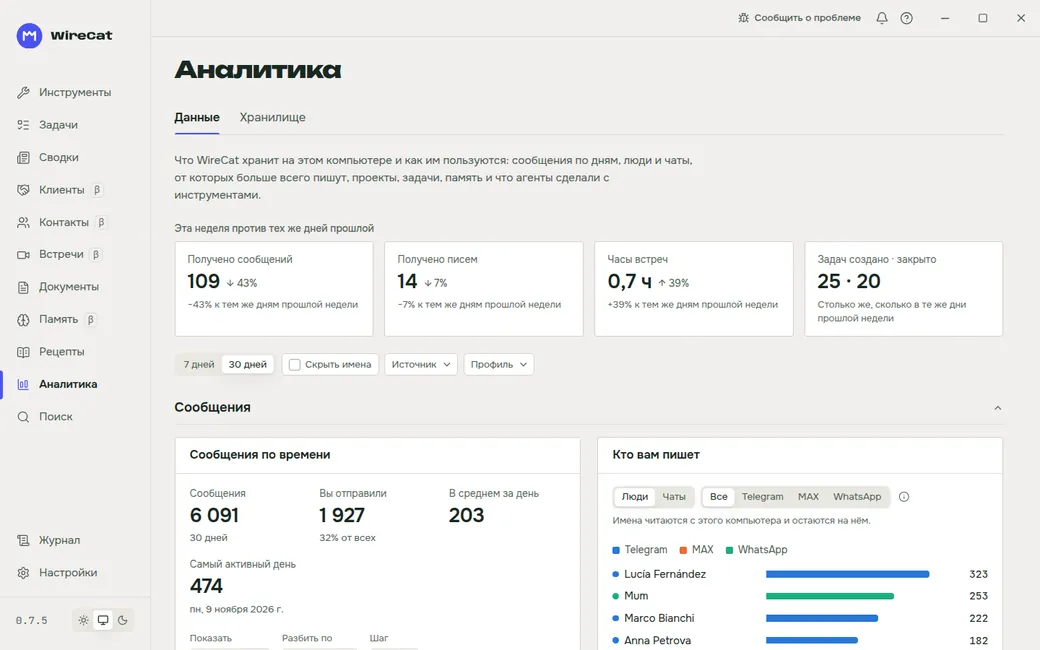 WireCat
Сообщить о проблеме
Инструменты
Задачи
Сводки
Клиенты β
Контакты β
Встречи β
Документы
Память β
Рецепты
Аналитика
Поиск
Журнал
Настройки
0.7.5
Аналитика
Данные Хранилище
Что WireCat хранит на этом компьютере и как им пользуются: сообщения по дням, люди и чаты,
от которых больше всего пишут, проекты, задачи, память и что агенты сделали с
инструментами.
Эта неделя против тех же дней прошлой
Получено сообщений
109 ↓ 43%
−43% к тем же дням прошлой недели
Получено писем
14 ↓ 7%
−7% к тем же дням прошлой недели
Часы встреч
0,7 ч ↑ 39%
+39% к тем же дням прошлой недели
Задач создано · закрыто
25 · 20
Столько же, сколько в те же дни
прошлой недели
7 дней 30 дней Скрыть имена Источник Профиль
Сообщения
Сообщения по времени
Сообщения Вы отправили В среднем за день
6 091 1 927 203
30 дней 32% от всех
Самый активный день
474
пн, 9 ноября 2026 г.
Показать Разбить по Шаг
Кто вам пишет
Люди Чаты Все Telegram MAX WhatsApp
Имена читаются с этого компьютера и остаются на нём.
Telegram MAX WhatsApp
Lucía Fernández 323
Mum 253
Marco Bianchi 222
Anna Petrova 182